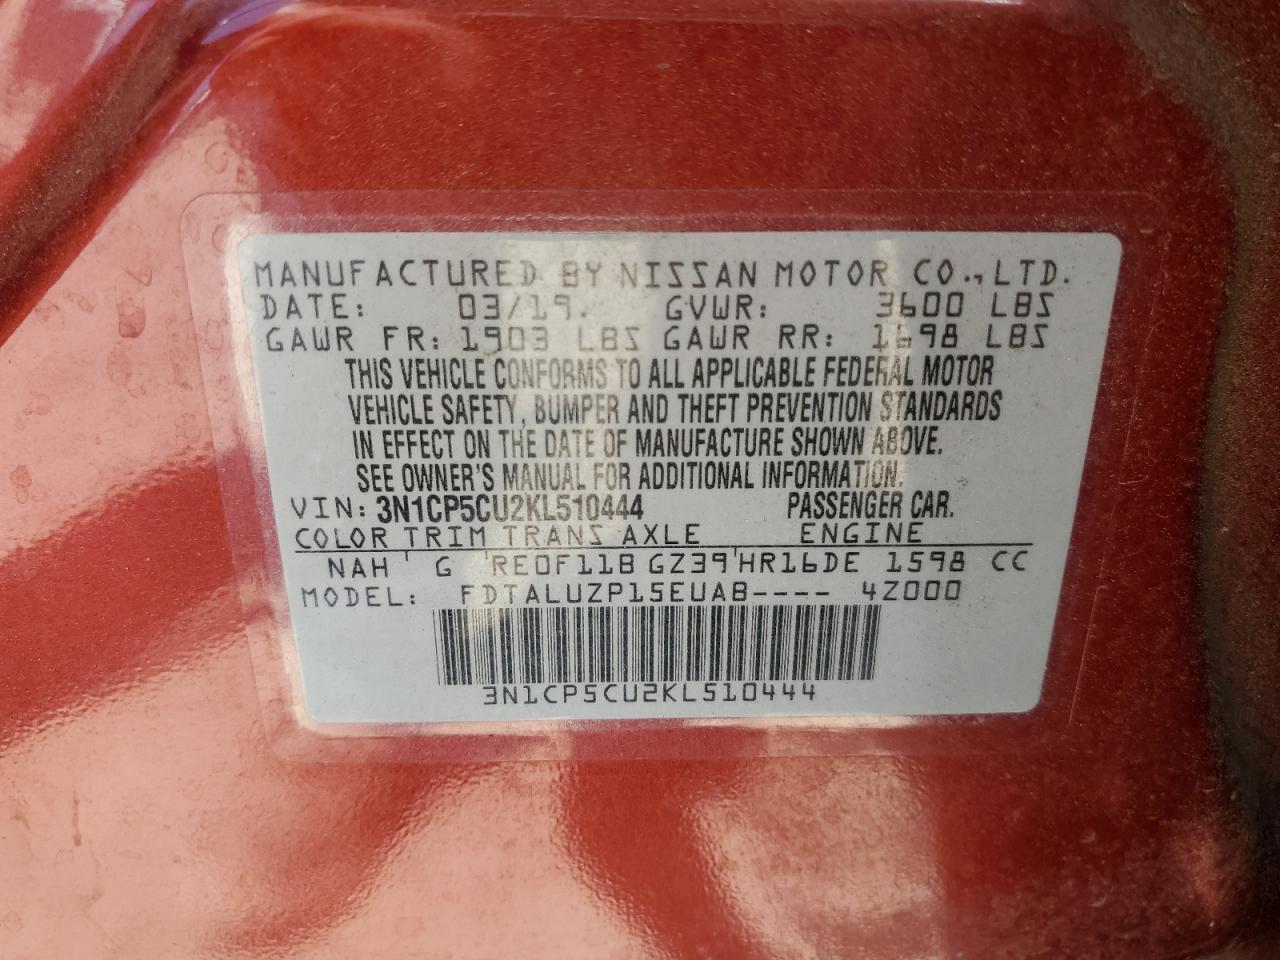 MANUFACTURED BY NISSAN MOTOR CO., LTD.
DATE: 03/19. GVWR: 3600 LBS
GAWR FR: 1903 LBS GAWR RR: 1698 LBS
THIS VEHICLE CONFORMS TO ALL APPLICABLE FEDERAL MOTOR
VEHICLE SAFETY, BUMPER AND THEFT PREVENTION STANDARDS
IN EFFECT ON THE DATE OF MANUFACTURE SHOWN ABOVE.
SEE OWNER'S MANUAL FOR ADDITIONAL INFORMATION.
VIN: 3N1CP5CU2KL510444 PASSENGER CAR.
COLOR TRIM TRANS AXLE ENGINE
NAH G RE0F11B GZ39 HR16DE 1598 CC
MODEL: FDTALUZP15EUAB---- 4Z000
3N1CP5CU2KL510444